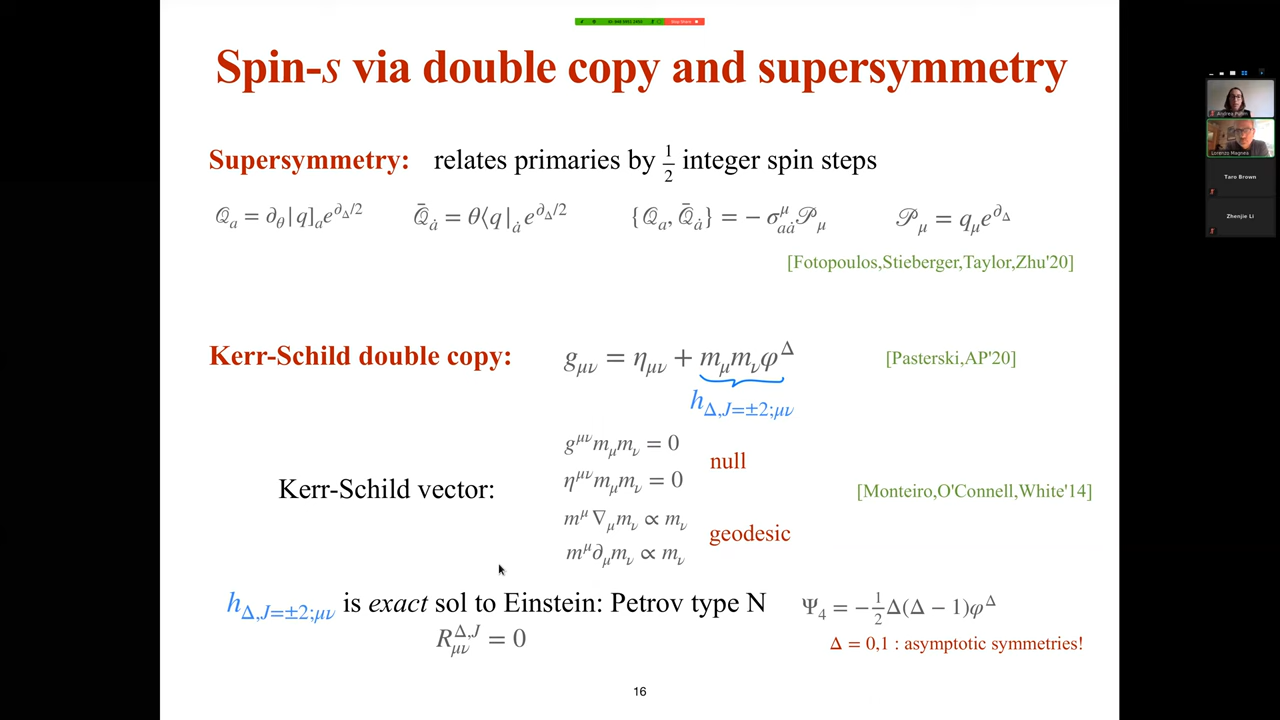 Spin-s via double copy and supersymmetry
Supersymmetry: relates primaries by 1/2 integer spin steps
𝒬_a = ∂_θ|q]_a e^{∂_Δ/2}   𝒬̄_ȧ = θ⟨q|_ȧ e^{∂_Δ/2}   {𝒬_a, 𝒬̄_ȧ} = − σ^μ_{aȧ} 𝒫_μ   𝒫_μ = q_μ e^{∂_Δ}
[Fotopoulos,Stieberger,Taylor,Zhu'20]
Kerr-Schild double copy: g_{μν} = η_{μν} + m_μ m_ν φ^Δ [Pasterski,AP'20]
h_{Δ,J=±2;μν}
g^{μν} m_μ m_ν = 0
null
η^{μν} m_μ m_ν = 0
Kerr-Schild vector: [Monteiro,O'Connell,White'14]
m^μ ∇_μ m_ν ∝ m_ν
geodesic
m^μ ∂_μ m_ν ∝ m_ν
h_{Δ,J=±2;μν} is exact sol to Einstein: Petrov type N Ψ_4 = −1/2 Δ(Δ − 1)φ^Δ
R^{Δ,J}_{μν} = 0
Δ = 0,1 : asymptotic symmetries!
16
Lorenzo Magnea
Taro Brown
Zhenjie Li